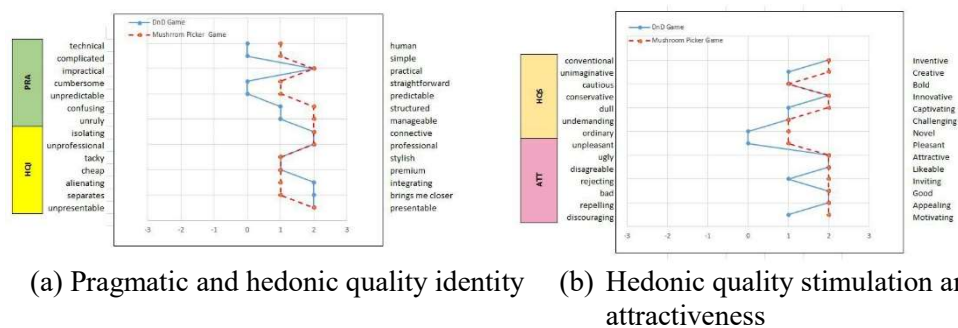 DnD Game
Mushrrom Picker Game
PRA
HQI
technical human
complicated simple
impractical practical
cumbersome straightforward
unpredictable predictable
confusing structured
unruly manageable
isolating connective
unprofessional professional
tacky stylish
cheap premium
alienating integrating
separates brings me closer
unpresentable presentable
-3 -2 -1 0 1 2 3
(a) Pragmatic and hedonic quality identity
DnD Game
Mushroom Picker Game
HQS
ATT
conventional Inventive
unimaginative Creative
cautious Bold
conservative Innovative
dull Captivating
undemanding Challenging
ordinary Novel
unpleasant Pleasant
ugly Attractive
disagreable Likeable
rejecting Inviting
bad Good
repelling Appealing
discouraging Motivating
-3 -2 -1 0 1 2 3
(b) Hedonic quality stimulation an
attractiveness